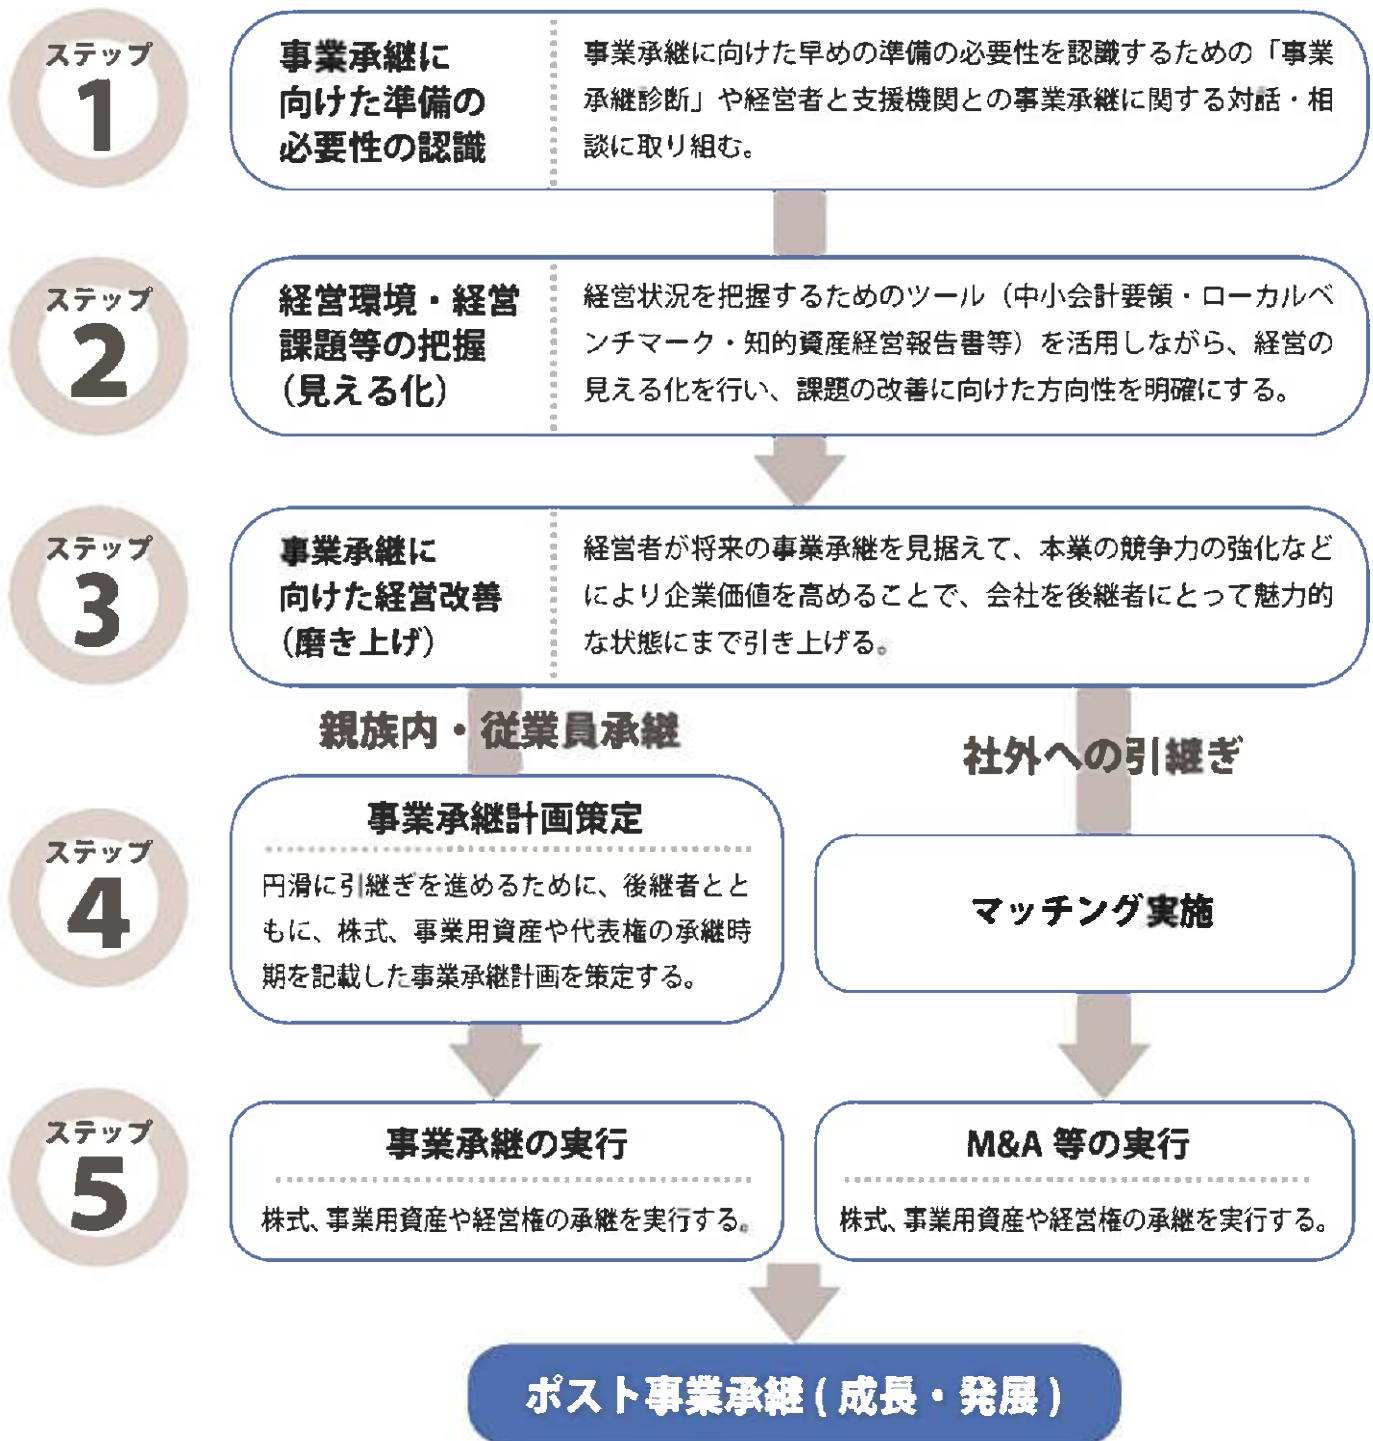 ステップ
1
事業承継に
向けた準備の
必要性の認識
事業承継に向けた早めの準備の必要性を認識するための「事業
承継診断」や経営者と支援機関との事業承継に関する対話・相
談に取り組む。
ステップ
2
経営環境・経営
課題等の把握
（見える化）
経営状況を把握するためのツール（中小会計要領・ローカルベ
ンチマーク・知的資産経営報告書等）を活用しながら、経営の
見える化を行い、課題の改善に向けた方向性を明確にする。
ステップ
3
事業承継に
向けた経営改善
（磨き上げ）
経営者が将来の事業承継を見据えて、本業の競争力の強化など
により企業価値を高めることで、会社を後継者にとって魅力的
な状態にまで引き上げる。
親族内・従業員承継
社外への引継ぎ
ステップ
4
事業承継計画策定
円滑に引継ぎを進めるために、後継者とと
もに、株式、事業用資産や代表権の承継時
期を記載した事業承継計画を策定する。
マッチング実施
ステップ
5
事業承継の実行
株式、事業用資産や経営権の承継を実行する。
M&A 等の実行
株式、事業用資産や経営権の承継を実行する。
ポスト事業承継 ( 成長・発展 )